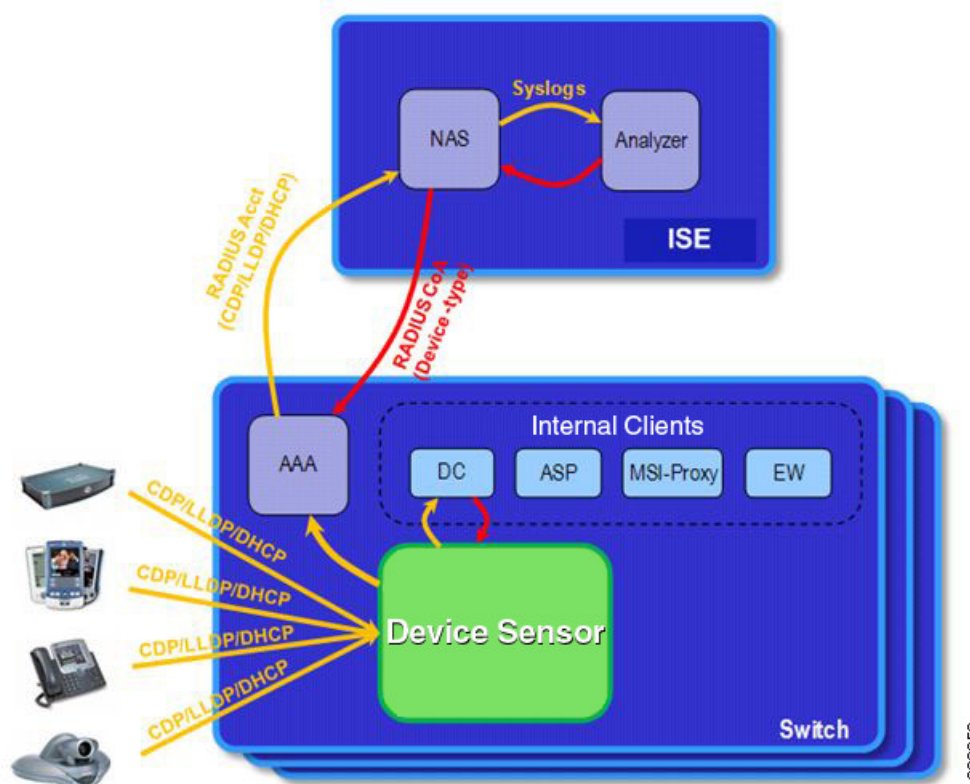 Syslogs
NAS
Analyzer
ISE
RADIUS Acct
(CDP/LLDP/DHCP)
RADIUS CoA
(Device-type)
Internal Clients
AAA
DC
ASP
MSI-Proxy
EW
CDP/LLDP/DHCP
CDP/LLDP/DHCP
CDP/LLDP/DHCP
CDP/LLDP/DHCP
Device Sensor
Switch